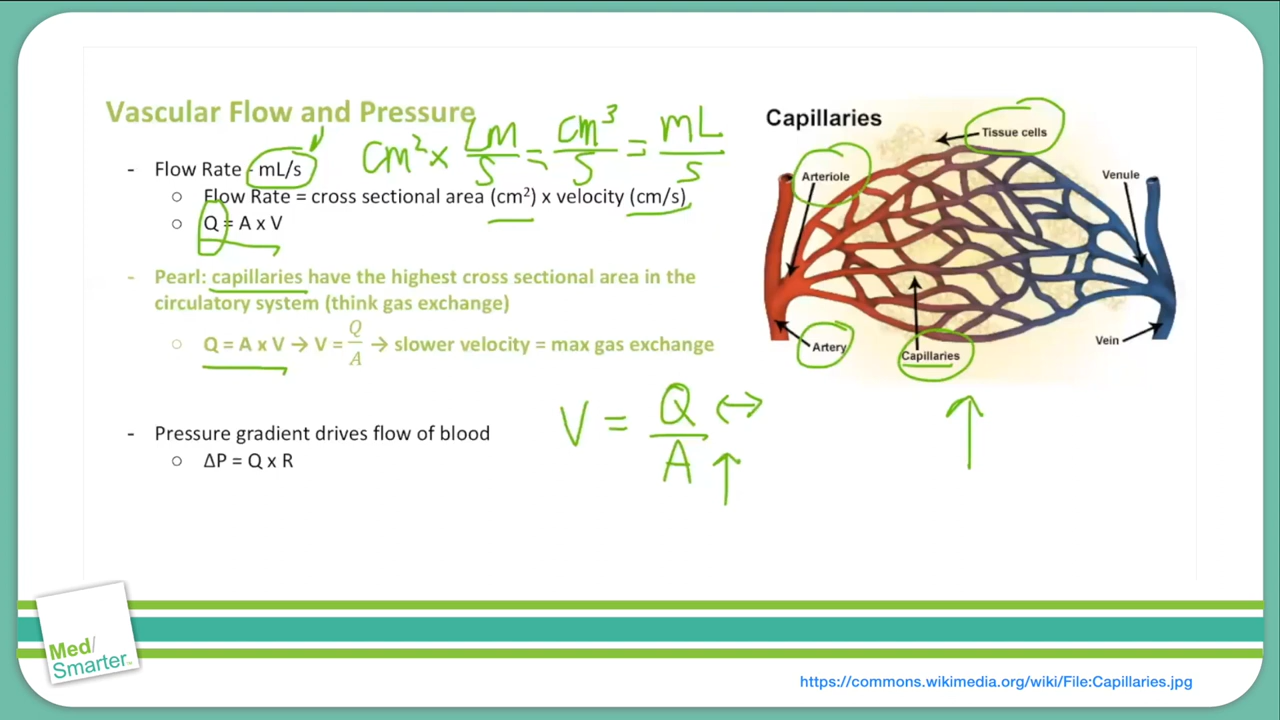 Vascular Flow and Pressure
cm² x cm/s = cm³/s = mL/s
- Flow Rate - mL/s
○ Flow Rate = cross sectional area (cm²) x velocity (cm/s)
○ Q = A x V
- Pearl: capillaries have the highest cross sectional area in the
circulatory system (think gas exchange)
○ Q = A x V → V = Q/A → slower velocity = max gas exchange
- Pressure gradient drives flow of blood
○ ΔP = Q x R
V = Q ↔ / A ↑
↑
Capillaries
Tissue cells
Arteriole
Venule
Artery
Capillaries
Vein
Med/
Smarter™
https://commons.wikimedia.org/wiki/File:Capillaries.jpg